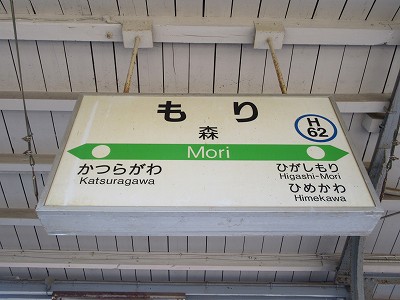 もり
H
62
森
Mori
かつらがわ
Katsuragawa
ひがしもり
Higashi-Mori
ひめかわ
Himekawa